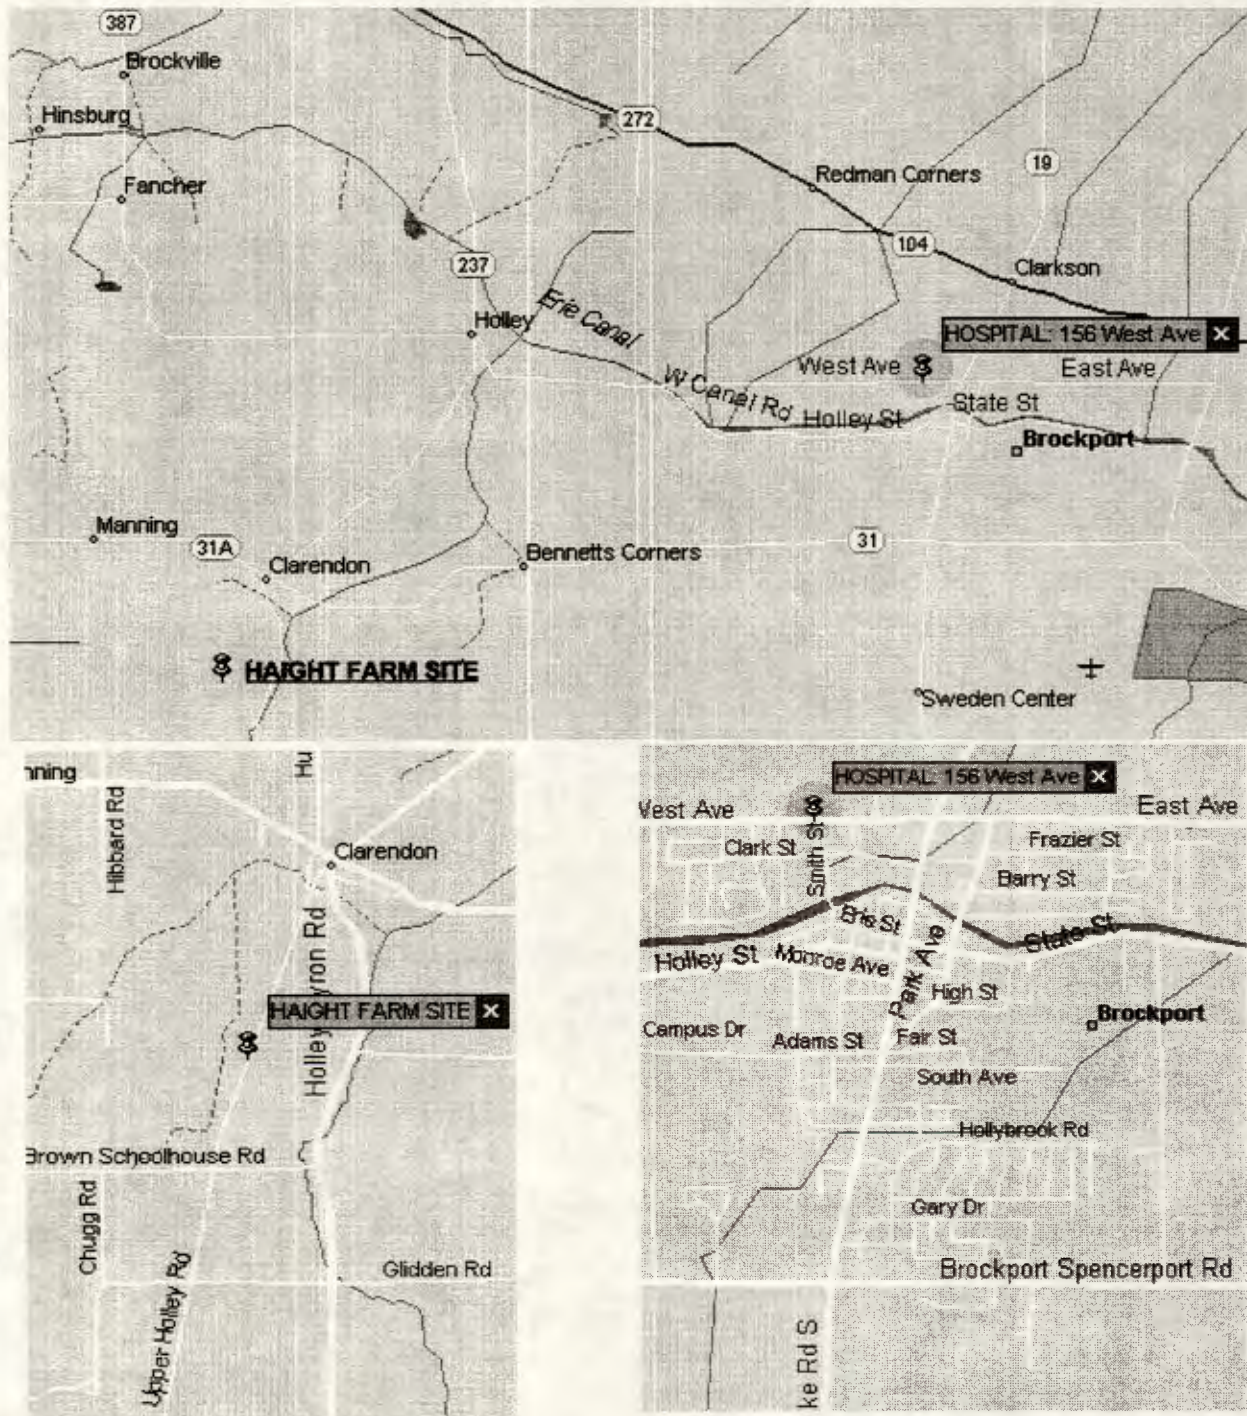 387
Brockville
Hinsburg
272
Redman Corners
19
Fancher
104
237
Clarkson
Erie Canal
Holley
HOSPITAL: 156 West Ave
West Ave
East Ave
W Canal Rd
Holley St
State St
Brockport
Manning
31A
Clarendon
Bennetts Corners
31
HAIGHT FARM SITE
Sweden Center
nning
Hu
Hibbard Rd
Clarendon
Holley Byron Rd
HAIGHT FARM SITE
Brown Schoolhouse Rd
Chugg Rd
Upper Holley Rd
Glidden Rd
HOSPITAL: 156 West Ave
West Ave
East Ave
Clark St
Smith St
Frazier St
Barry St
Erie St
State St
Holley St
Monroe Ave
Park Ave
High St
Brockport
Campus Dr
Adams St
Fair St
South Ave
Hollybrook Rd
Gary Dr
Brockport Spencerport Rd
ke Rd S